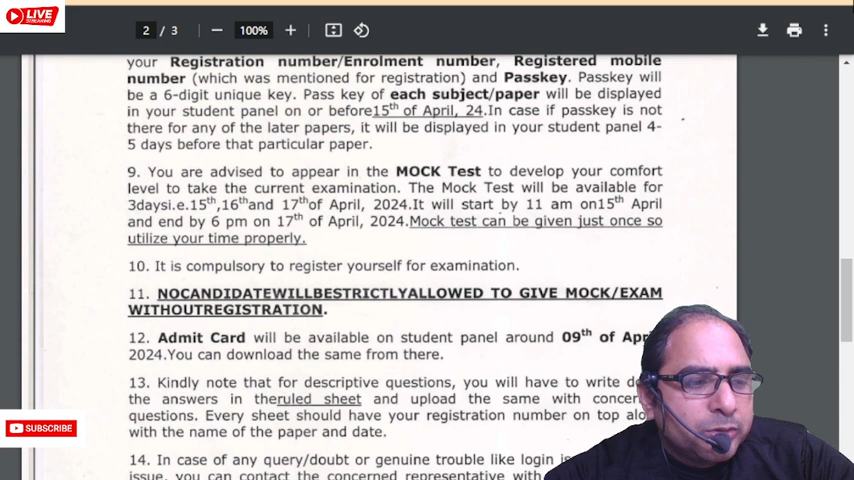 LIVE
STREAMING
2 / 3
100%
your Registration number/Enrolment number, Registered mobile
number (which was mentioned for registration) and Passkey. Passkey will
be a 6-digit unique key. Pass key of each subject/paper will be displayed
in your student panel on or before15th of April, 24.In case if passkey is not
there for any of the later papers, it will be displayed in your student panel 4-
5 days before that particular paper.
9. You are advised to appear in the MOCK Test to develop your comfort
level to take the current examination. The Mock Test will be available for
3daysi.e.15th,16thand 17thof April, 2024.It will start by 11 am on15th April
and end by 6 pm on 17th of April, 2024.Mock test can be given just once so
utilize your time properly.
10. It is compulsory to register yourself for examination.
11. NOCANDIDATEWILLBESTRICTLYALLOWED TO GIVE MOCK/EXAM
WITHOUTREGISTRATION.
12. Admit Card will be available on student panel around 09th of
2024.You can download the same from there.
13. Kindly note that for descriptive questions, you will have to write
the answers in theruled sheet and upload the same with
questions. Every sheet should have your registration number on top
with the name of the paper and date.
14. In case of any query/doubt or genuine trouble like login
issue, you can contact the concerned representative with
SUBSCRIBE